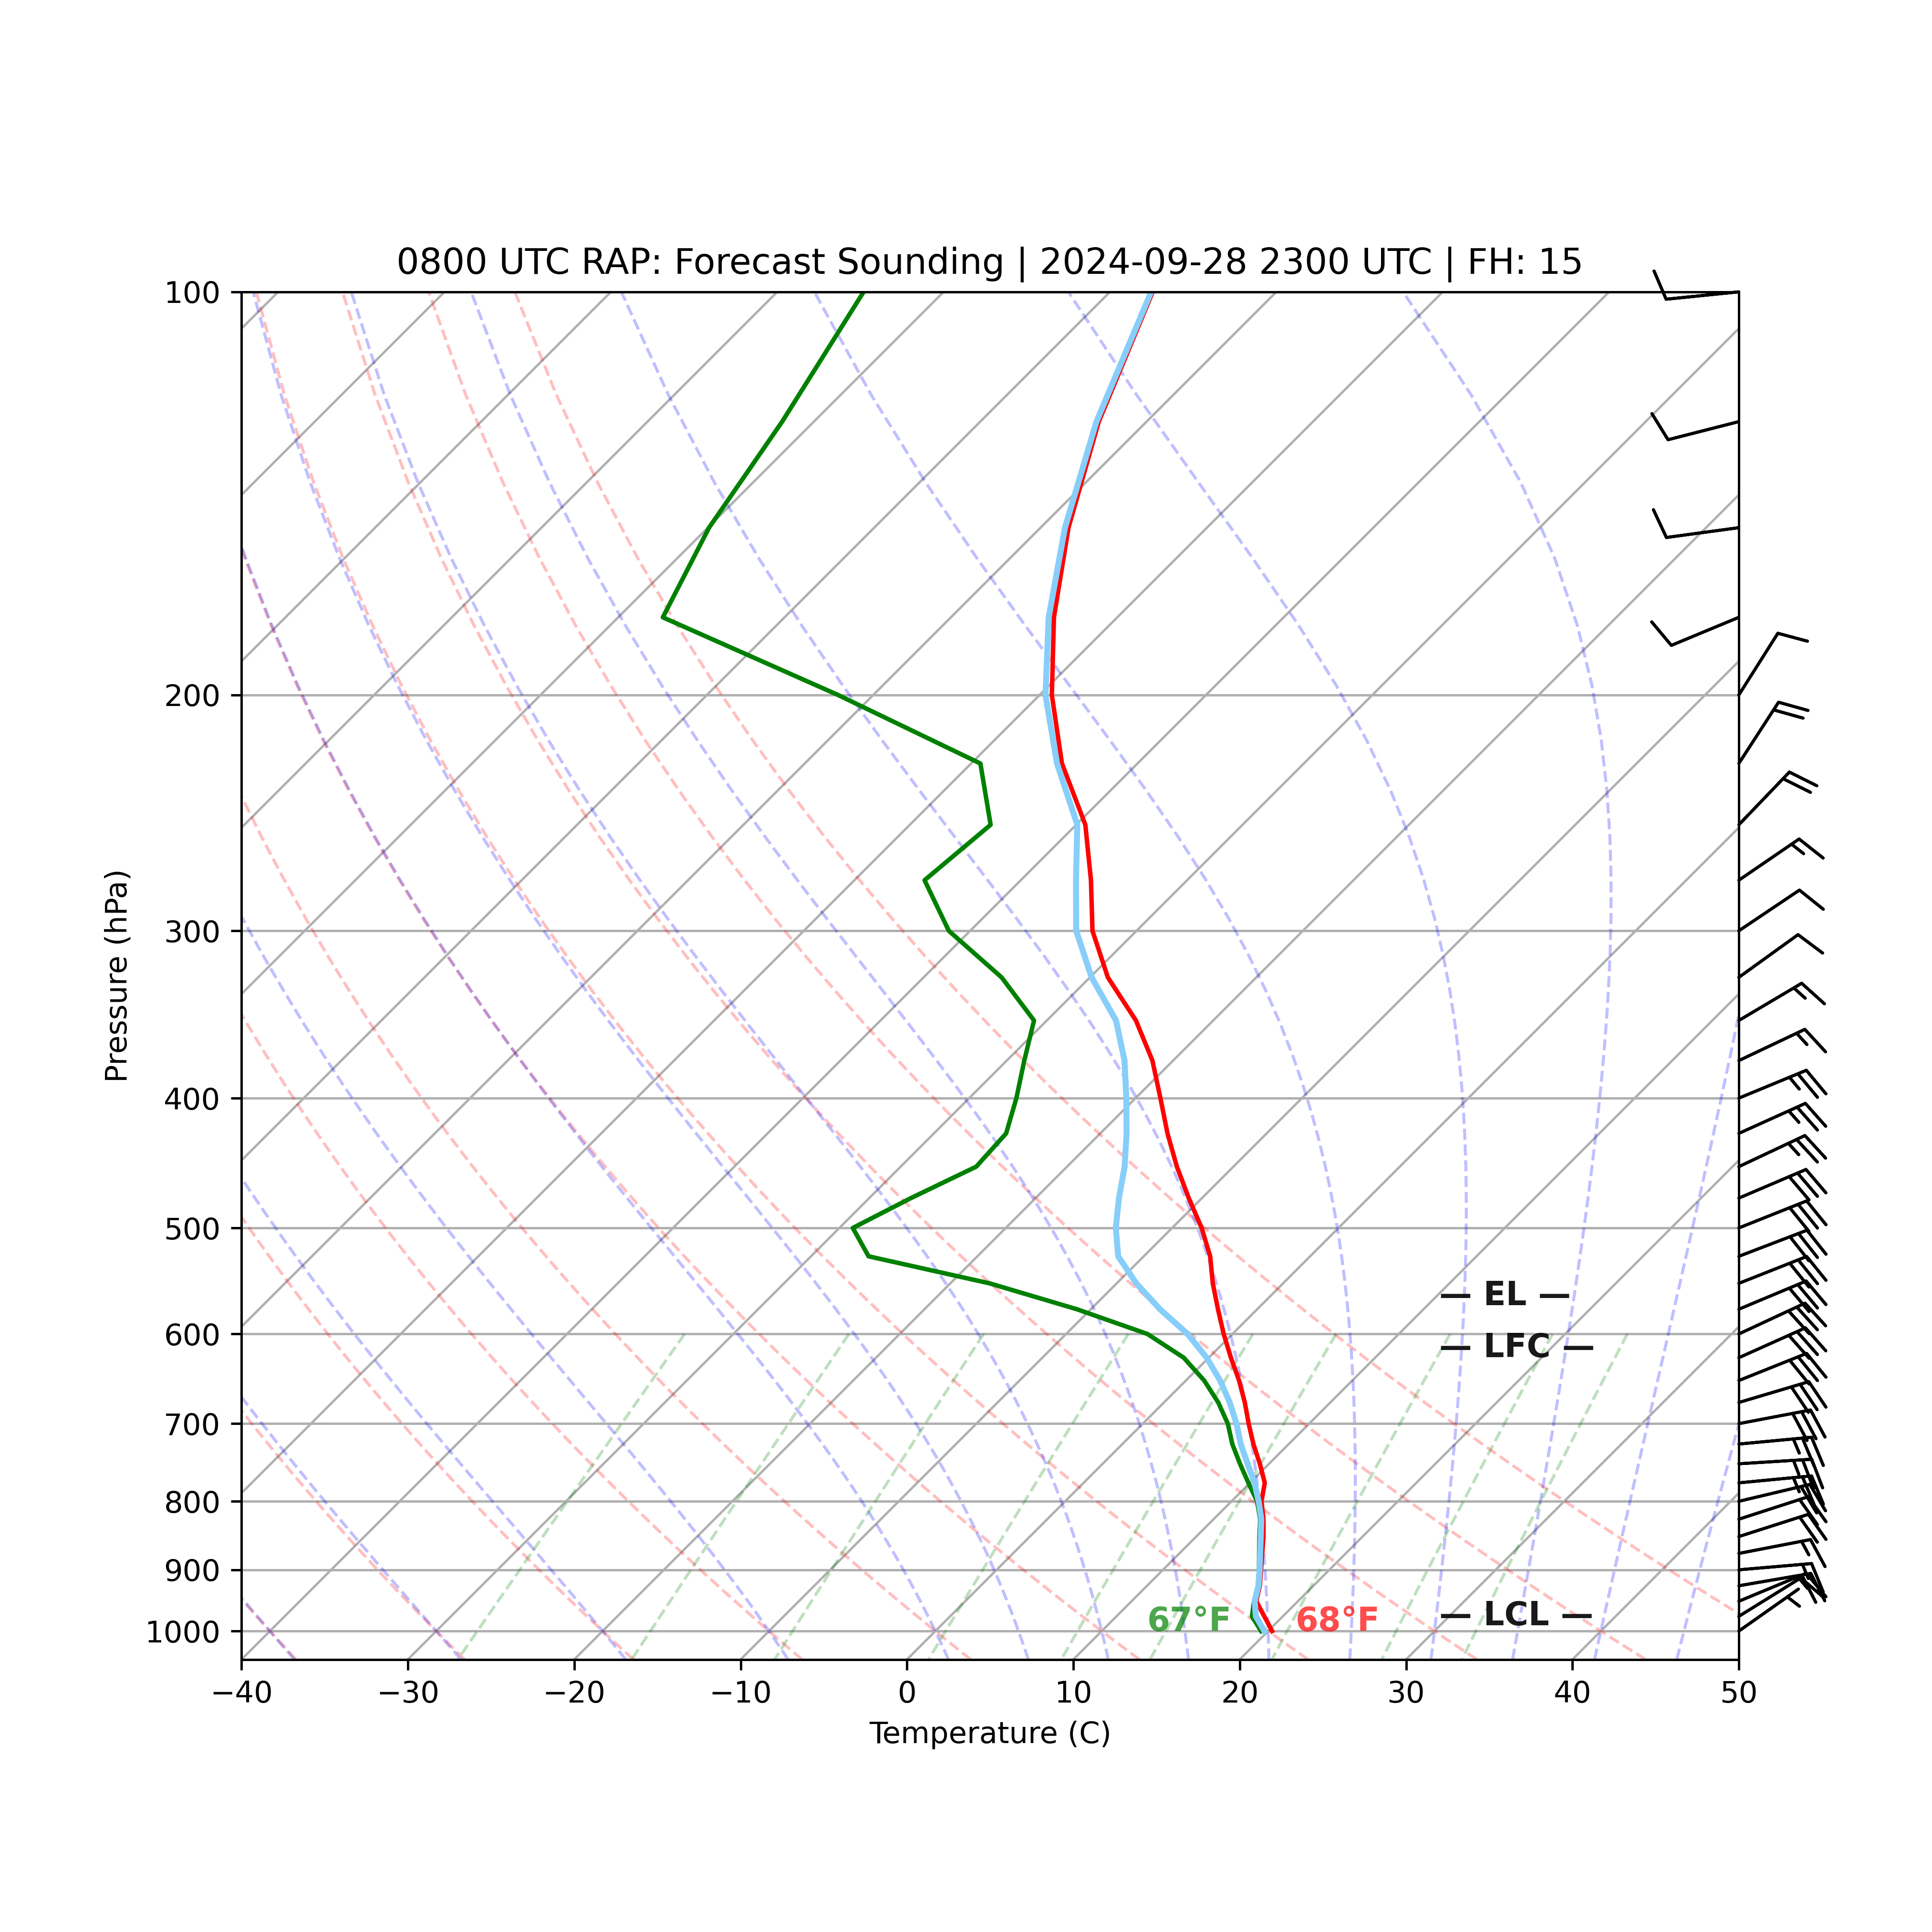 0800 UTC RAP: Forecast Sounding | 2024-09-28 2300 UTC | FH: 15
100
200
300
400
500
600
700
800
900
1000
Pressure (hPa)
— EL —
— LFC —
— LCL —
67°F 68°F
−40 −30 −20 −10 0 10 20 30 40 50
Temperature (C)